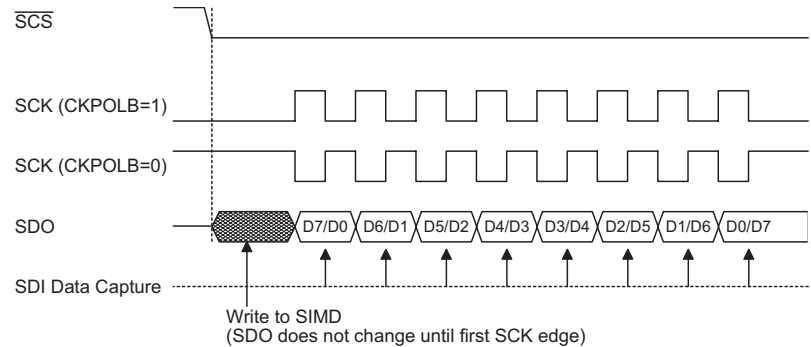 SCS
SCK (CKPOLB=1)
SCK (CKPOLB=0)
SDO
D7/D0 D6/D1 D5/D2 D4/D3 D3/D4 D2/D5 D1/D6 D0/D7
SDI Data Capture
Write to SIMD
(SDO does not change until first SCK edge)